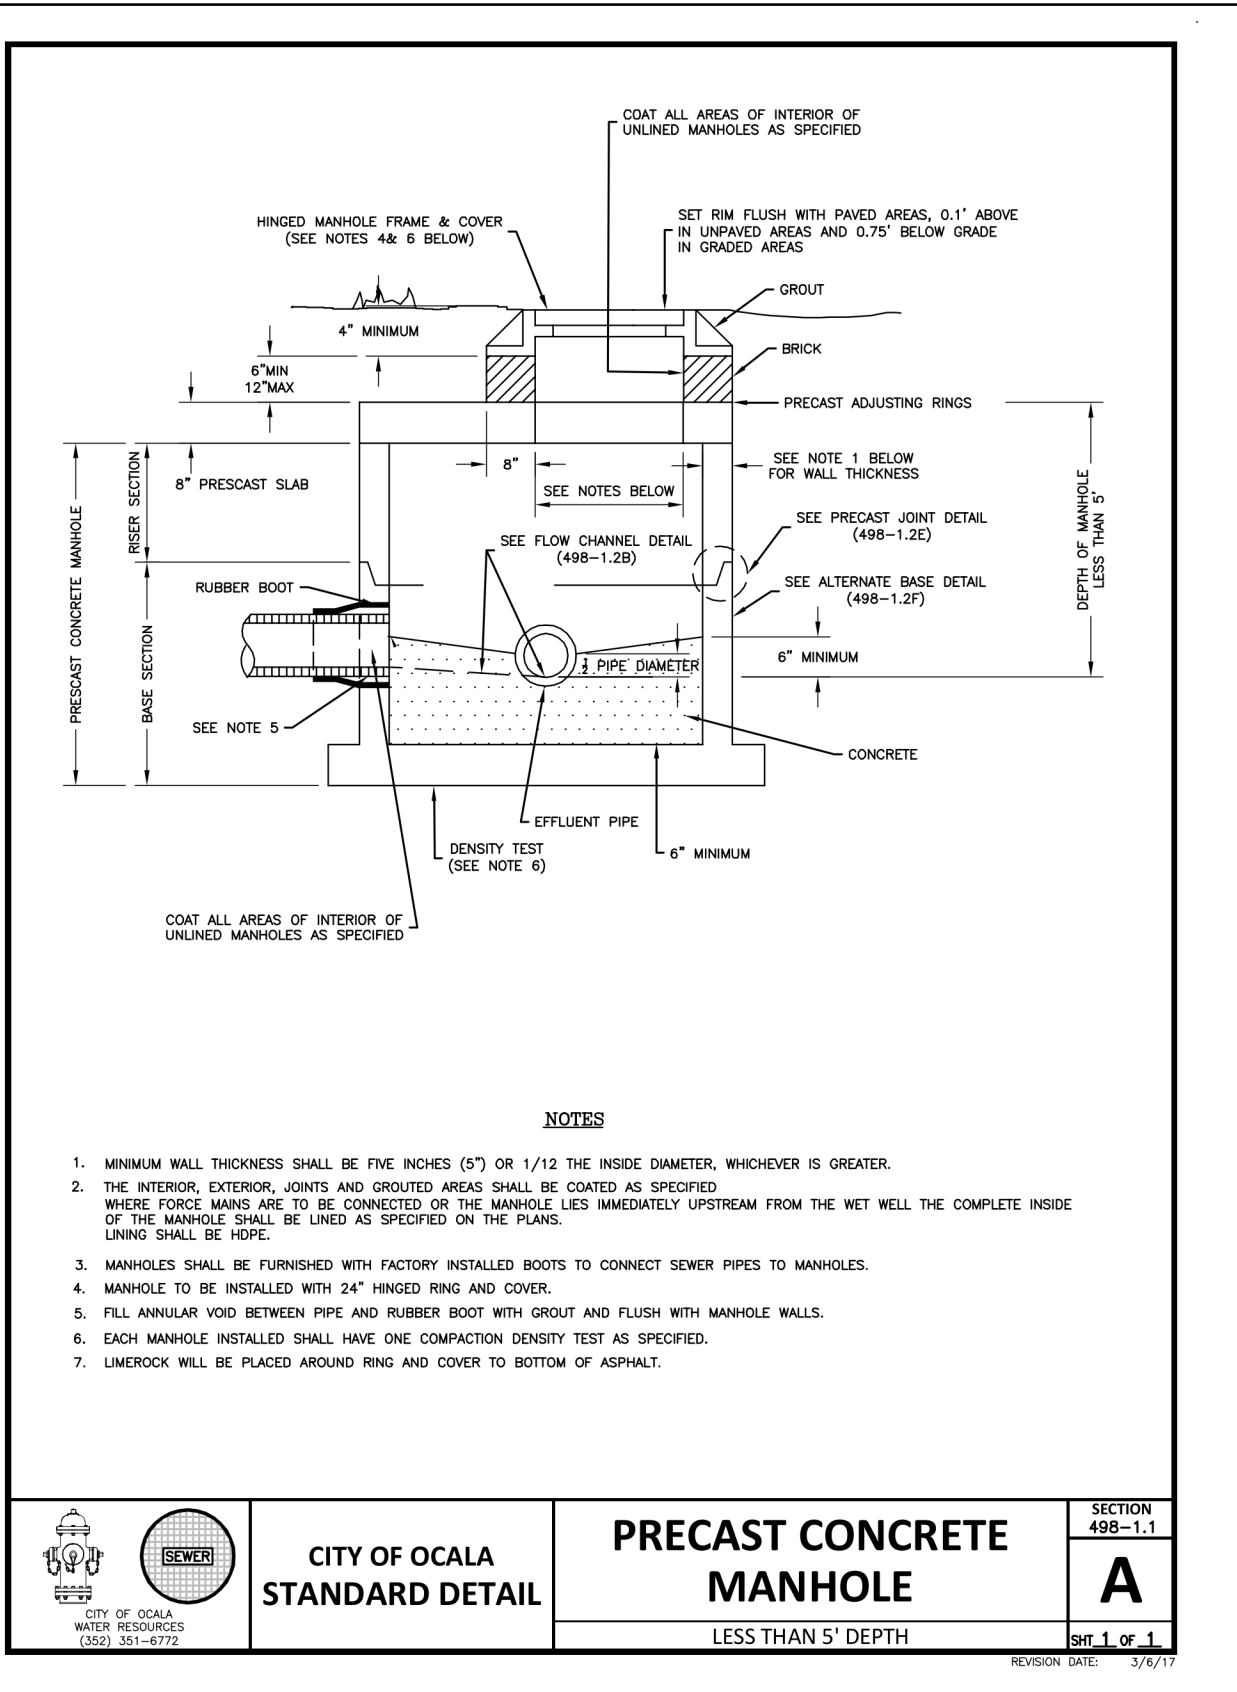 COAT ALL AREAS OF INTERIOR OF
UNLINED MANHOLES AS SPECIFIED
HINGED MANHOLE FRAME & COVER
(SEE NOTES 4& 6 BELOW)
SET RIM FLUSH WITH PAVED AREAS, 0.1' ABOVE
IN UNPAVED AREAS AND 0.75' BELOW GRADE
IN GRADED AREAS
GROUT
4" MINIMUM
BRICK
6"MIN
12"MAX
PRECAST ADJUSTING RINGS
8" PRESCAST SLAB
8"
SEE NOTE 1 BELOW
FOR WALL THICKNESS
SEE NOTES BELOW
RISER SECTION
PRESCAST CONCRETE MANHOLE
DEPTH OF MANHOLE
LESS THAN 5'
SEE PRECAST JOINT DETAIL
(498-1.2E)
SEE FLOW CHANNEL DETAIL
(498-1.2B)
RUBBER BOOT
SEE ALTERNATE BASE DETAIL
(498-1.2F)
BASE SECTION
1/2 PIPE DIAMETER
6" MINIMUM
SEE NOTE 5
CONCRETE
EFFLUENT PIPE
DENSITY TEST
(SEE NOTE 6)
6" MINIMUM
COAT ALL AREAS OF INTERIOR OF
UNLINED MANHOLES AS SPECIFIED
NOTES
1. MINIMUM WALL THICKNESS SHALL BE FIVE INCHES (5") OR 1/12 THE INSIDE DIAMETER, WHICHEVER IS GREATER.
2. THE INTERIOR, EXTERIOR, JOINTS AND GROUTED AREAS SHALL BE COATED AS SPECIFIED
WHERE FORCE MAINS ARE TO BE CONNECTED OR THE MANHOLE LIES IMMEDIATELY UPSTREAM FROM THE WET WELL THE COMPLETE INSIDE
OF THE MANHOLE SHALL BE LINED AS SPECIFIED ON THE PLANS.
LINING SHALL BE HDPE.
3. MANHOLES SHALL BE FURNISHED WITH FACTORY INSTALLED BOOTS TO CONNECT SEWER PIPES TO MANHOLES.
4. MANHOLE TO BE INSTALLED WITH 24" HINGED RING AND COVER.
5. FILL ANNULAR VOID BETWEEN PIPE AND RUBBER BOOT WITH GROUT AND FLUSH WITH MANHOLE WALLS.
6. EACH MANHOLE INSTALLED SHALL HAVE ONE COMPACTION DENSITY TEST AS SPECIFIED.
7. LIMEROCK WILL BE PLACED AROUND RING AND COVER TO BOTTOM OF ASPHALT.
SEWER
CITY OF OCALA
WATER RESOURCES
(352) 351-6772
CITY OF OCALA
STANDARD DETAIL
PRECAST CONCRETE
MANHOLE
LESS THAN 5' DEPTH
SECTION
498-1.1
A
SHT 1 OF 1
REVISION DATE: 3/6/17